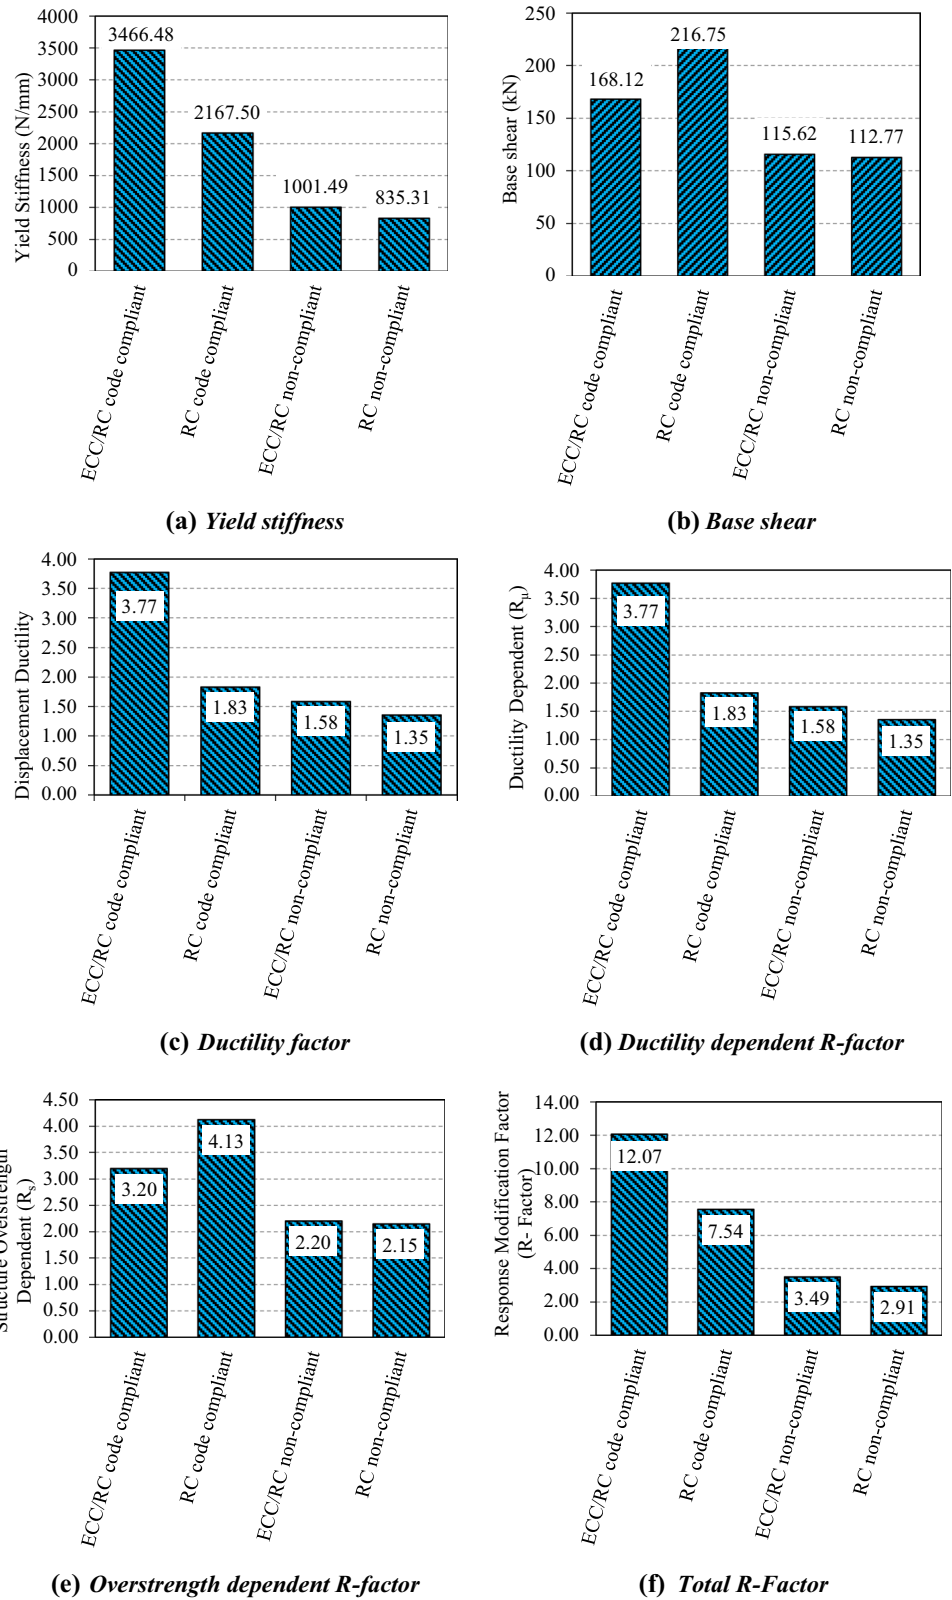 Yield Stiffness (N/mm)
4000
3500
3000
2500
2000
1500
1000
500
0
3466.48
2167.50
1001.49
835.31
ECC/RC code compliant
RC code compliant
ECC/RC non-compliant
RC non-compliant
(a) Yield stiffness
Base shear (kN)
250
200
150
100
50
0
168.12
216.75
115.62
112.77
ECC/RC code compliant
RC code compliant
ECC/RC non-compliant
RC non-compliant
(b) Base shear
Displacement Ductility
4.00
3.50
3.00
2.50
2.00
1.50
1.00
0.50
0.00
3.77
1.83
1.58
1.35
ECC/RC code compliant
RC code compliant
ECC/RC non-compliant
RC non-compliant
(c) Ductility factor
Ductility Dependent (Rμ)
4.00
3.50
3.00
2.50
2.00
1.50
1.00
0.50
0.00
3.77
1.83
1.58
1.35
ECC/RC code compliant
RC code compliant
ECC/RC non-compliant
RC non-compliant
(d) Ductility dependent R-factor
Structure Overstrength
Dependent (Rs)
4.50
4.00
3.50
3.00
2.50
2.00
1.50
1.00
0.50
0.00
3.20
4.13
2.20
2.15
ECC/RC code compliant
RC code compliant
ECC/RC non-compliant
RC non-compliant
(e) Overstrength dependent R-factor
Response Modification Factor
(R- Factor)
14.00
12.00
10.00
8.00
6.00
4.00
2.00
0.00
12.07
7.54
3.49
2.91
ECC/RC code compliant
RC code compliant
ECC/RC non-compliant
RC non-compliant
(f) Total R-Factor